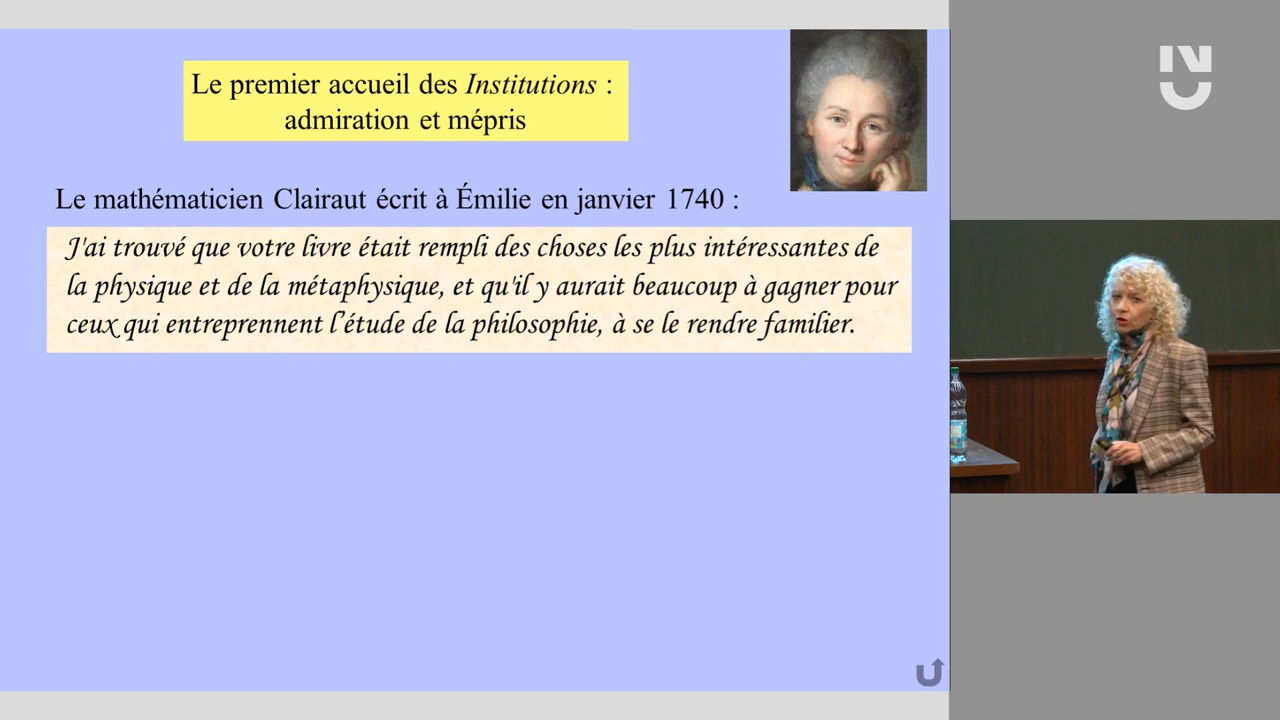 Le premier accueil des Institutions :
admiration et mépris
Le mathématicien Clairaut écrit à Émilie en janvier 1740 :
J'ai trouvé que votre livre était rempli des choses les plus intéressantes de
la physique et de la métaphysique, et qu'il y aurait beaucoup à gagner pour
ceux qui entreprennent l'étude de la philosophie, à se le rendre familier.